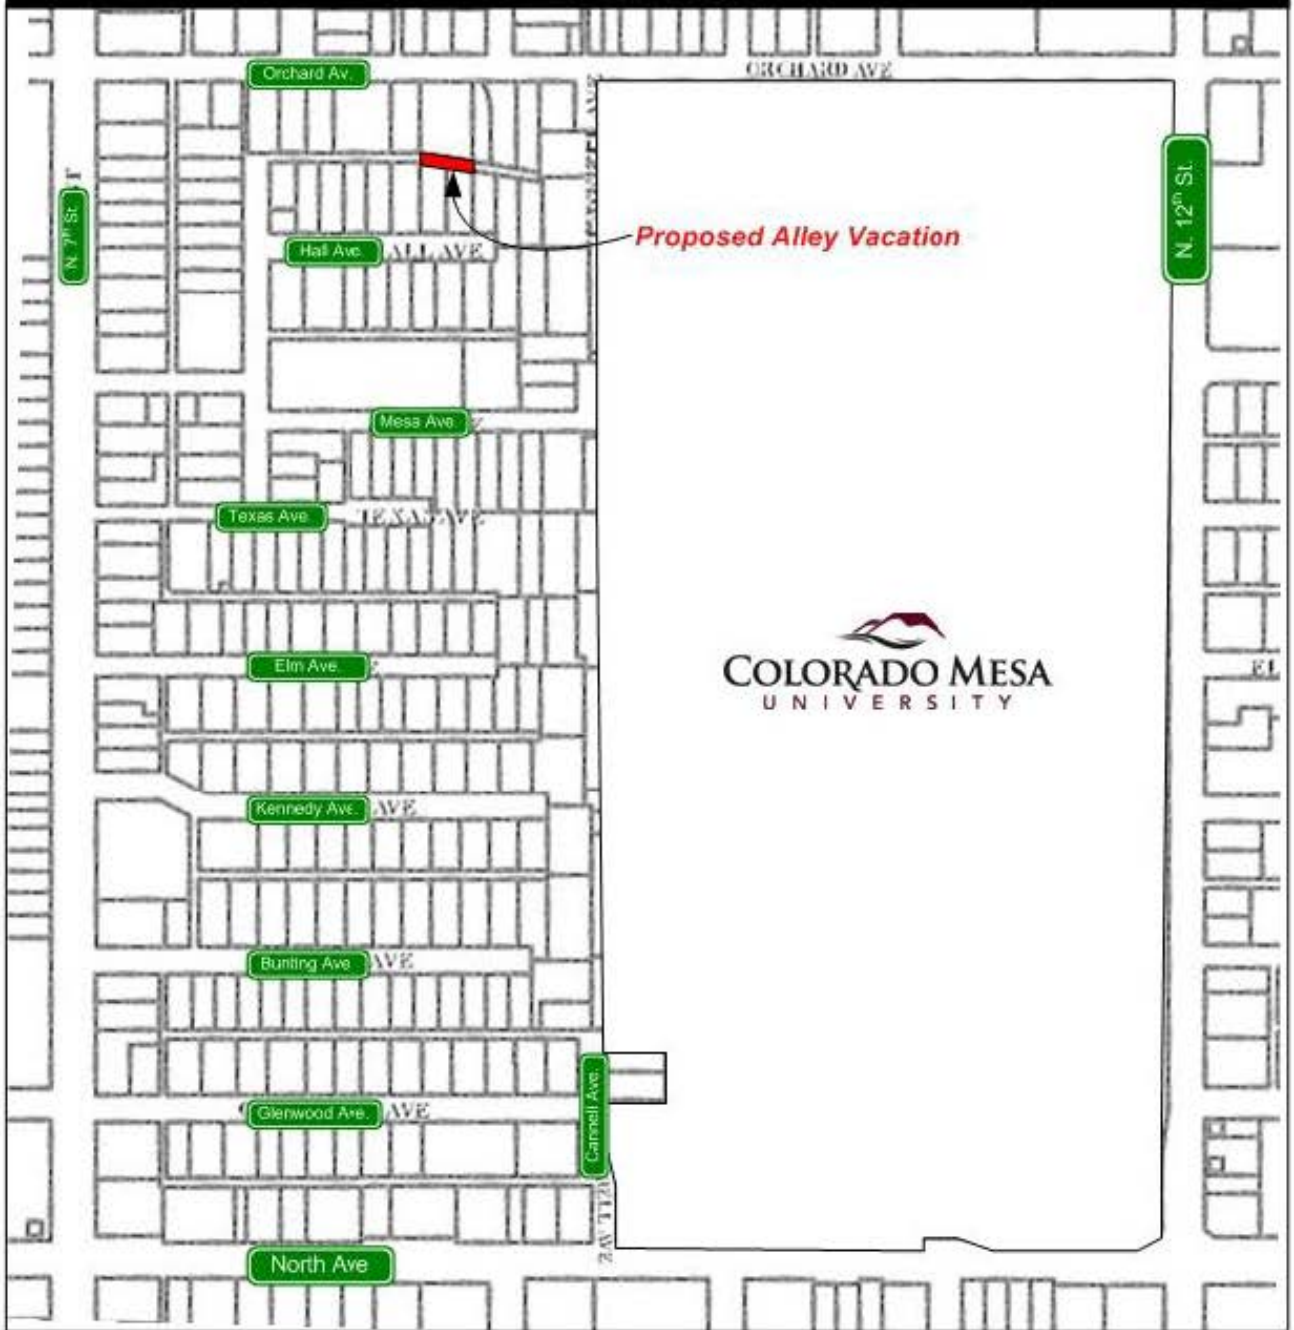 Orchard Av.
ORCHARD AVE
N. 7th St.
N. 12th St.
Proposed Alley Vacation
Hall Ave.
ALL AVE
Mesa Ave.
Texas Ave.
TEXAS AVE
COLORADO MESA
UNIVERSITY
Elm Ave.
EL
Kennedy Ave.
AVE
Bunting Ave.
AVE
Cannell Ave.
Glenwood Ave.
AVE
North Ave